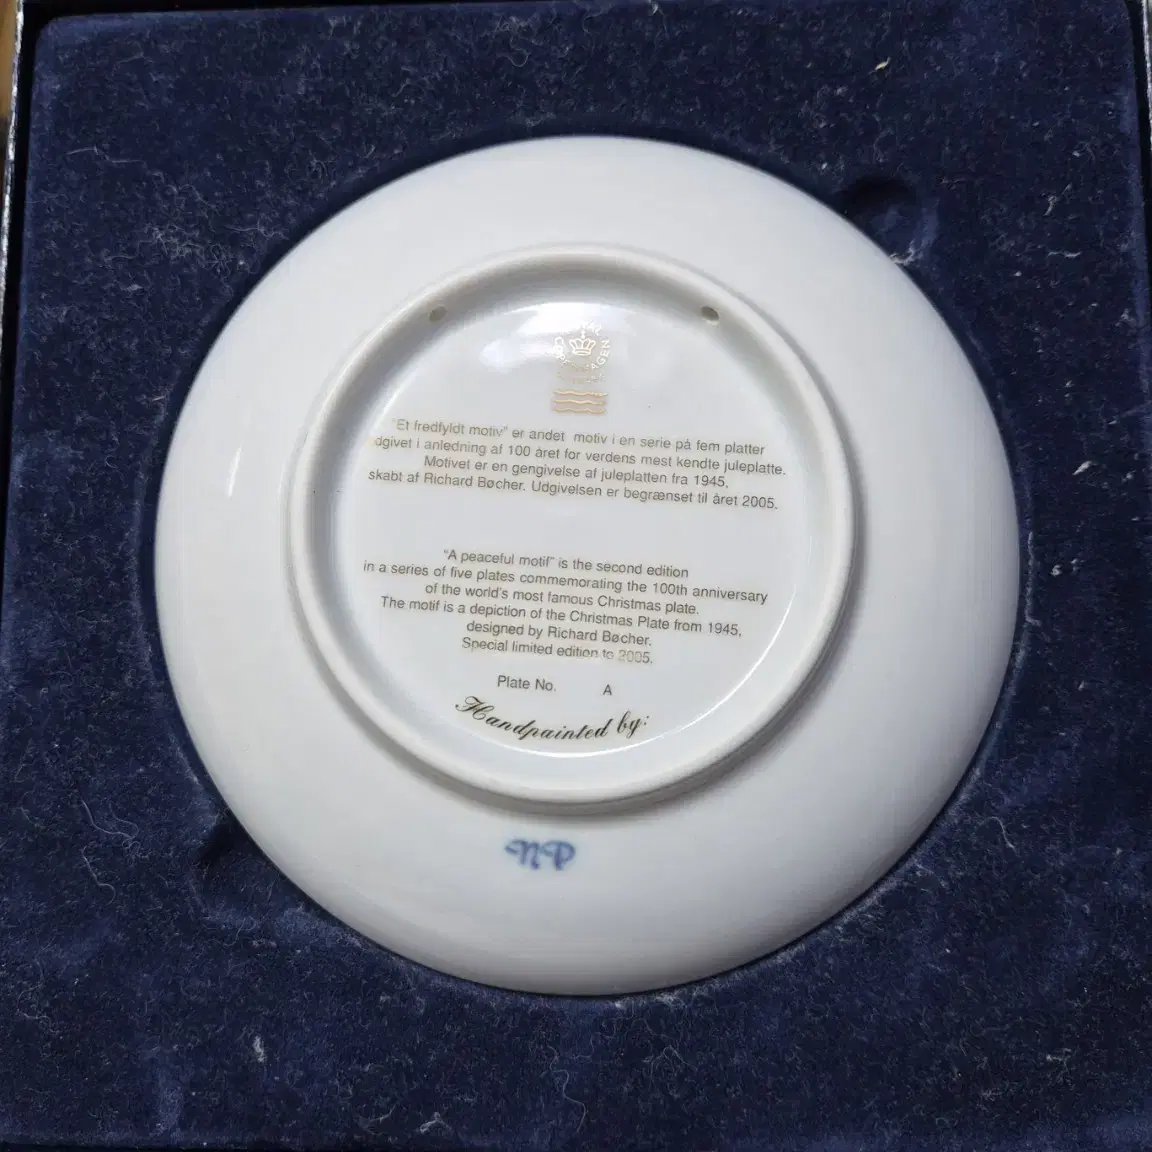 ROYAL COPENHAGEN
"Et fredfyldt motiv" er andet motiv i en serie på fem platter
udgivet i anledning af 100 året for verdens mest kendte juleplatte.
Motivet er en gengivelse af juleplatten fra 1945,
skabt af Richard Bøcher. Udgivelsen er begrænset til året 2005.
"A peaceful motif" is the second edition
in a series of five plates commemorating the 100th anniversary
of the world's most famous Christmas plate.
The motif is a depiction of the Christmas Plate from 1945,
designed by Richard Bøcher.
Special limited edition to 2005.
Plate No. A
Handpainted by:
NP